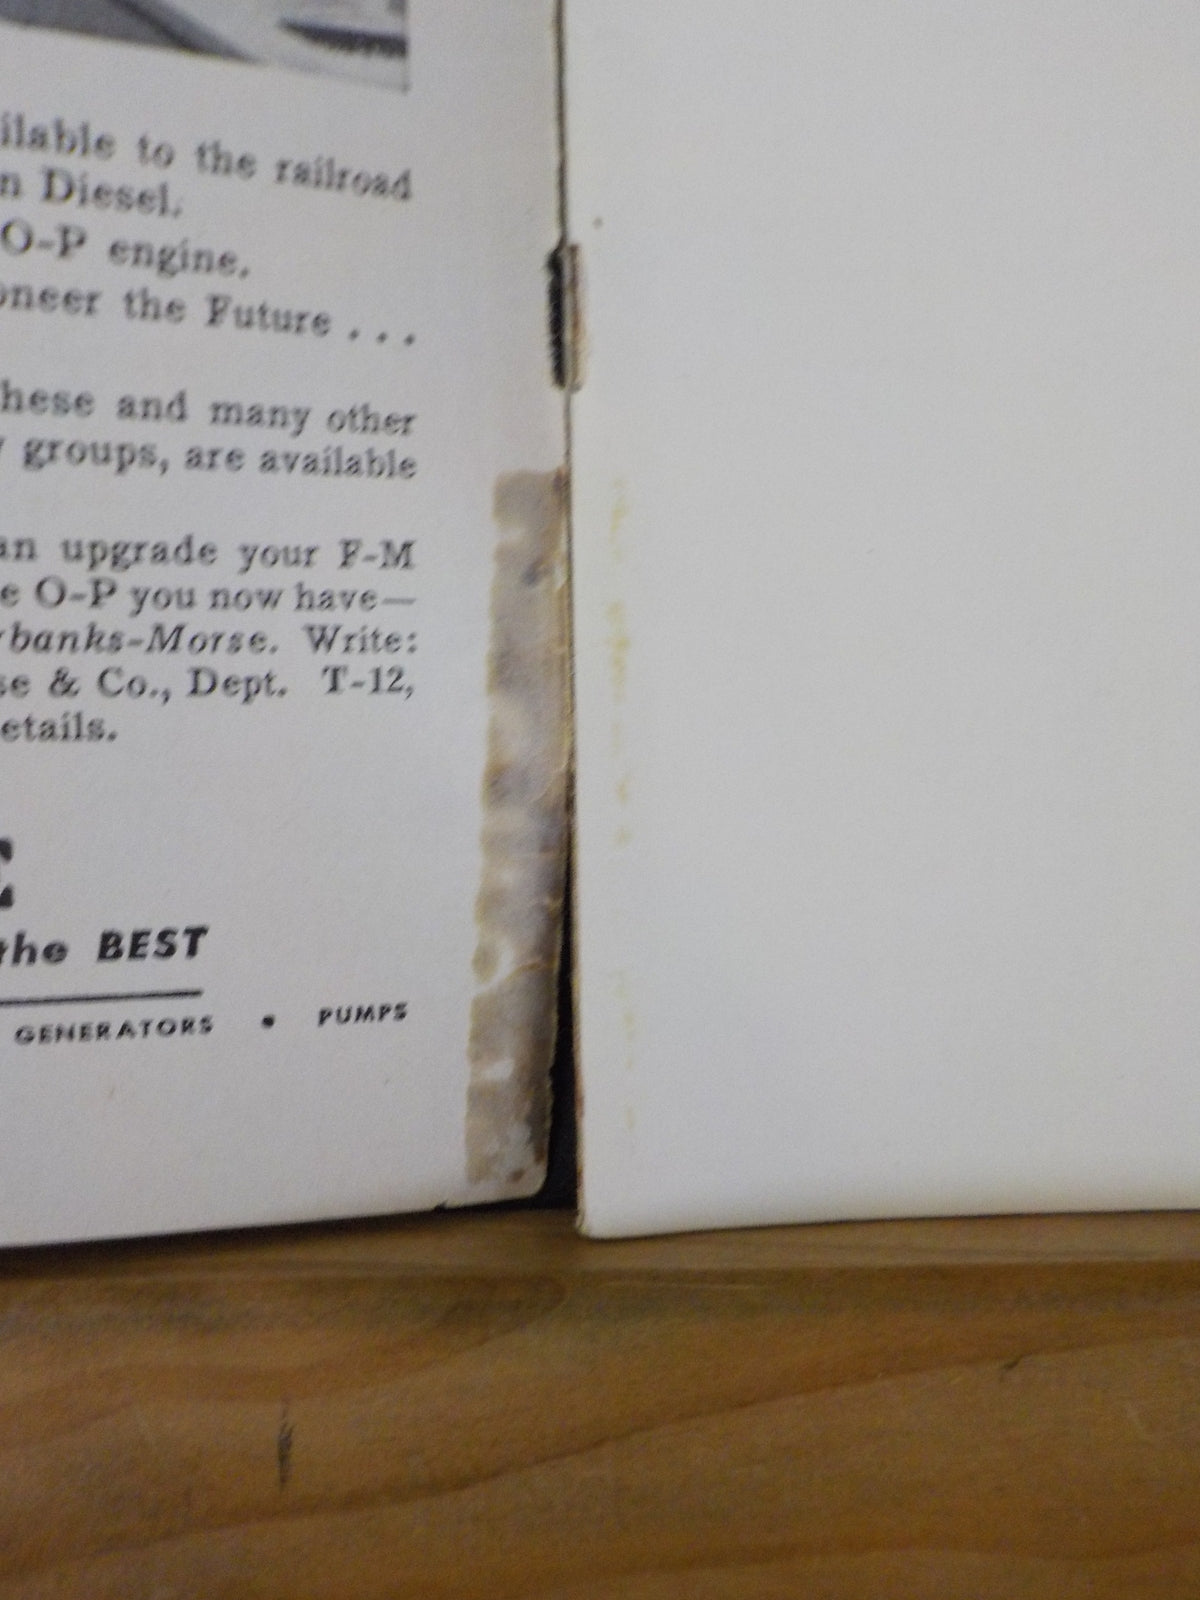 ilable to the railroad
n Diesel.
O-P engine.
oneer the Future . . .
hese and many other
y groups, are available
an upgrade your F-M
e O-P you now have—
rbanks-Morse. Write:
se & Co., Dept. T-12,
etails.
E
the BEST
GENERATORS • PUMPS